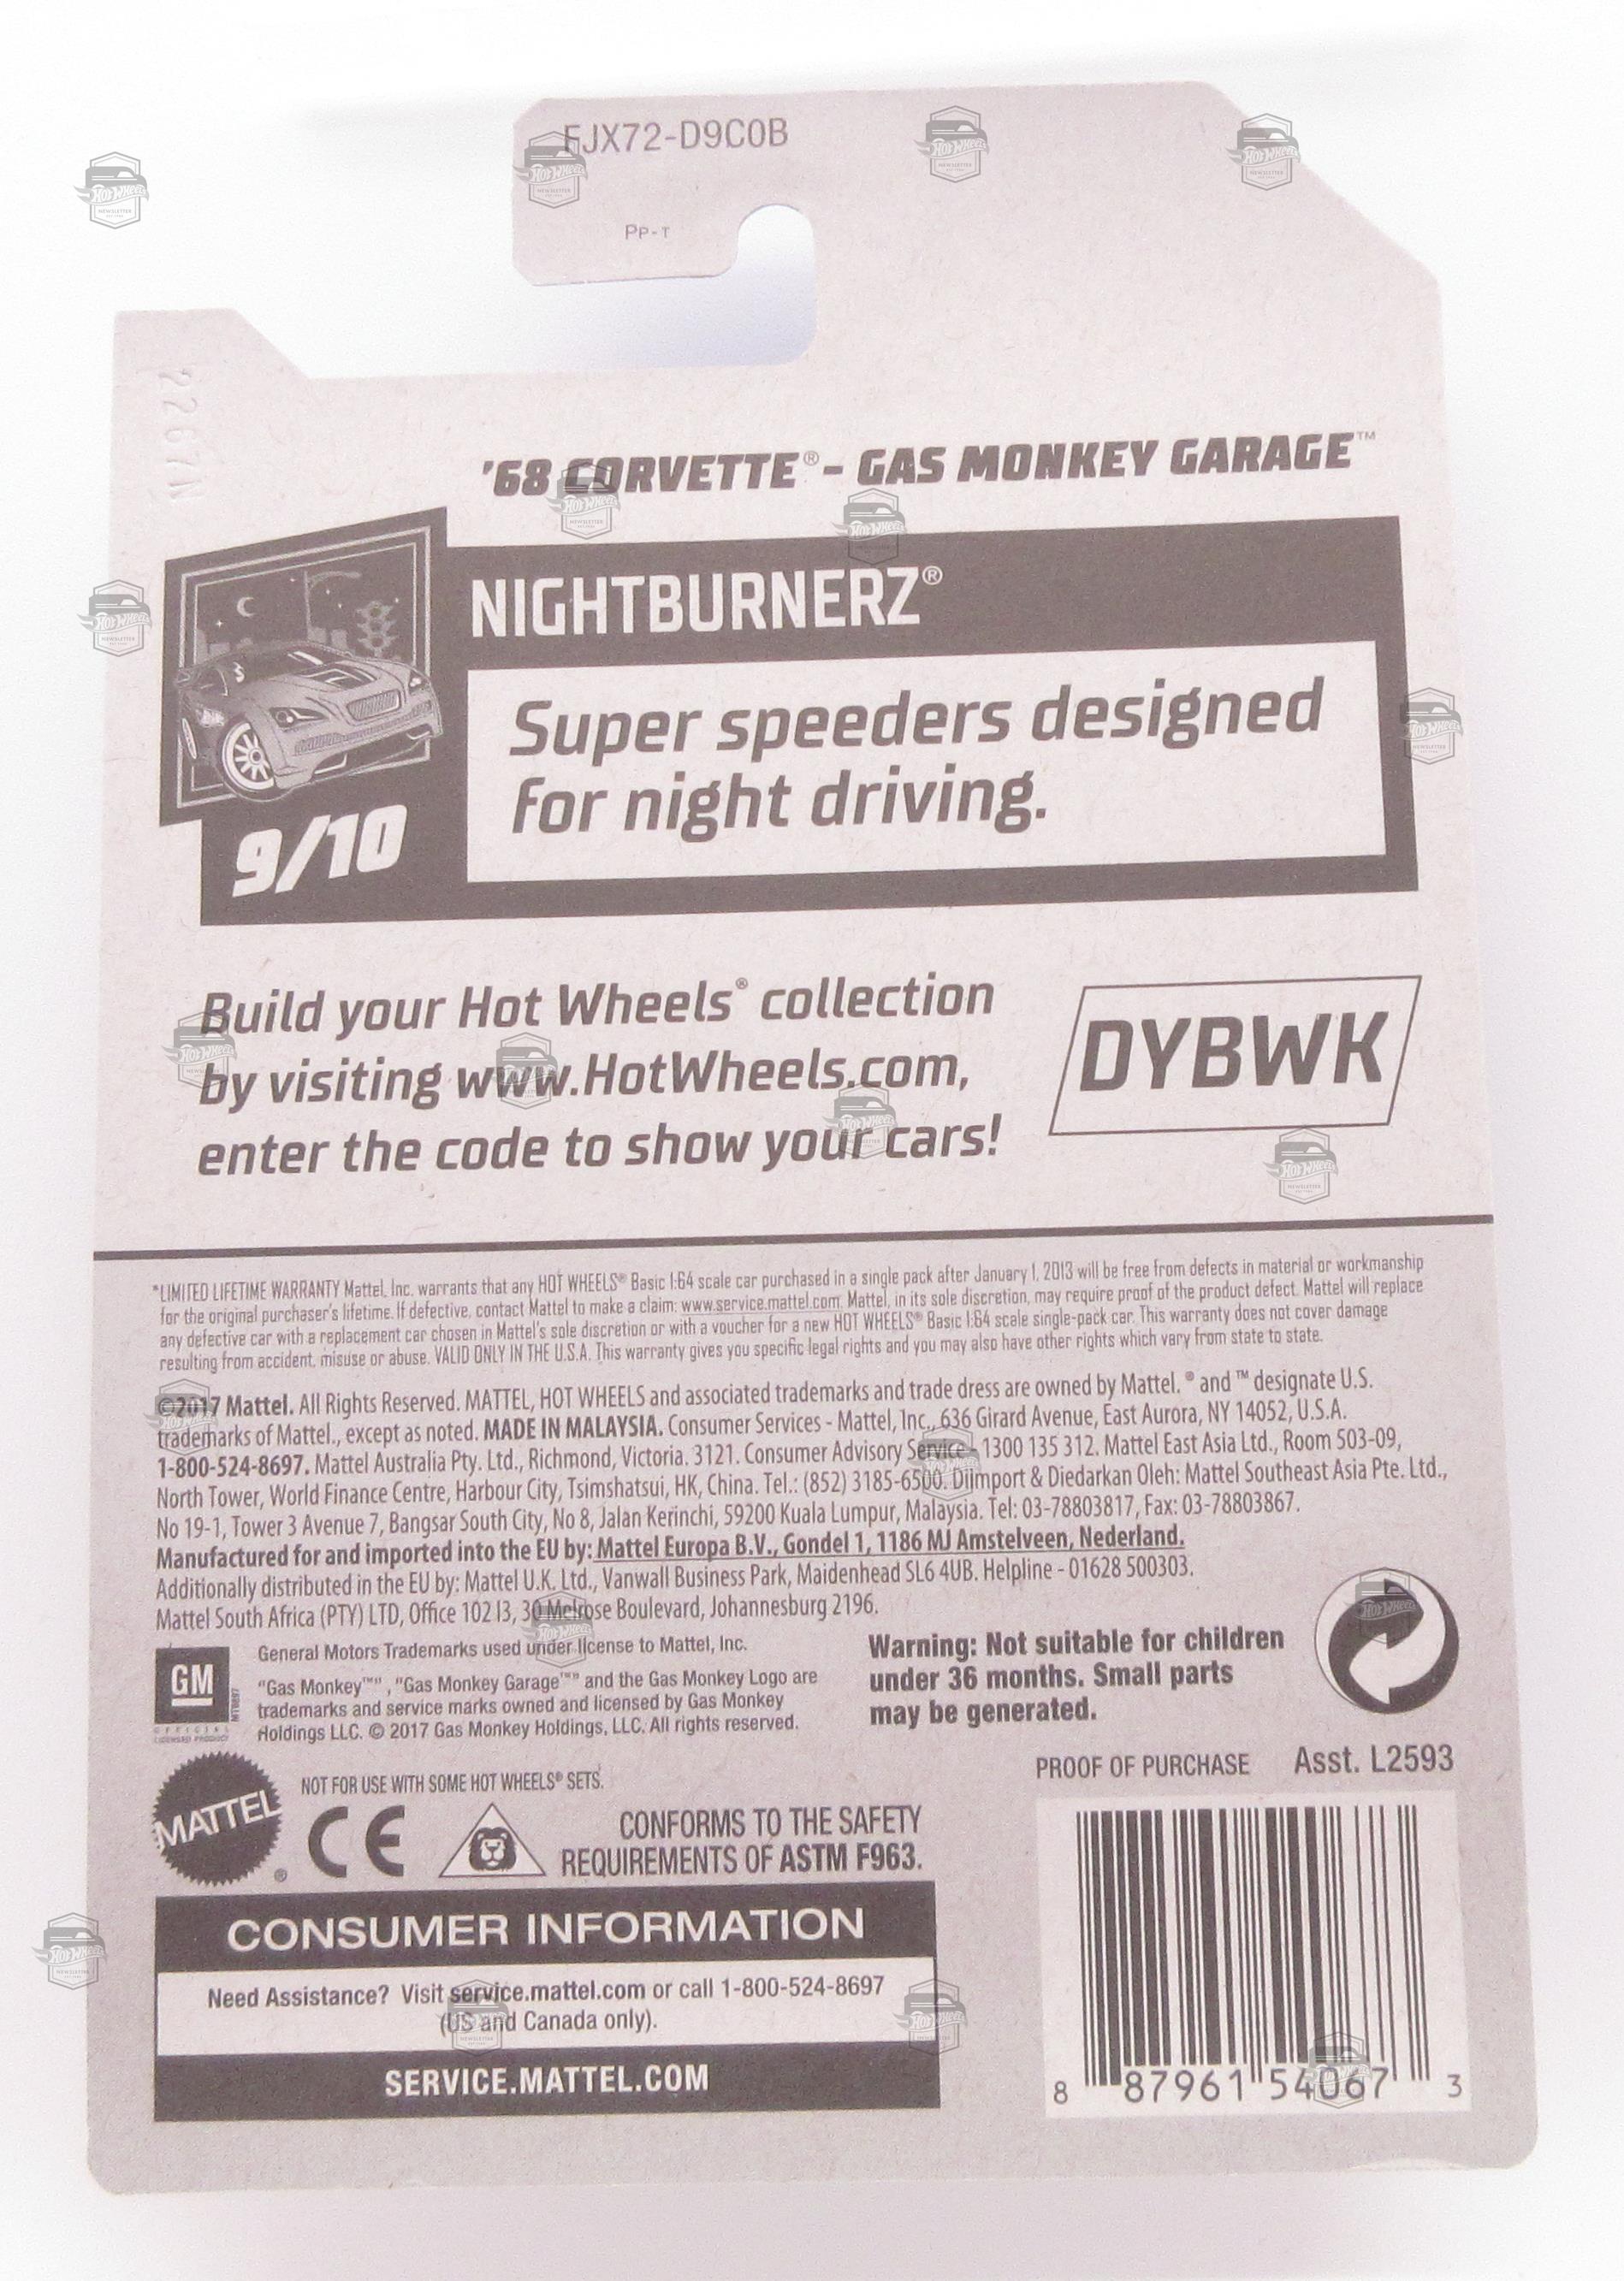 FJX72-D9C0B
PP-T
2267N
'68 CORVETTE® - GAS MONKEY GARAGE™
NIGHTBURNERZ®
Super speeders designed
for night driving.
9/10
Build your Hot Wheels® collection
by visiting www.HotWheels.com,
enter the code to show your cars!
DYBWK
*LIMITED LIFETIME WARRANTY Mattel, Inc. warrants that any HOT WHEELS® Basic 1:64 scale car purchased in a single pack after January 1, 2013 will be free from defects in material or workmanship
for the original purchaser's lifetime. If defective, contact Mattel to make a claim: www.service.mattel.com. Mattel, in its sole discretion, may require proof of the product defect. Mattel will replace
any defective car with a replacement car chosen in Mattel's sole discretion or with a voucher for a new HOT WHEELS® Basic 1:64 scale single-pack car. This warranty does not cover damage
resulting from accident, misuse or abuse. VALID ONLY IN THE U.S.A. This warranty gives you specific legal rights and you may also have other rights which vary from state to state.
©2017 Mattel. All Rights Reserved. MATTEL, HOT WHEELS and associated trademarks and trade dress are owned by Mattel. ® and ™ designate U.S.
trademarks of Mattel., except as noted. MADE IN MALAYSIA. Consumer Services - Mattel, Inc., 636 Girard Avenue, East Aurora, NY 14052, U.S.A.
1-800-524-8697. Mattel Australia Pty. Ltd., Richmond, Victoria. 3121. Consumer Advisory Service - 1300 135 312. Mattel East Asia Ltd., Room 503-09,
North Tower, World Finance Centre, Harbour City, Tsimshatsui, HK, China. Tel.: (852) 3185-6500. Diimport & Diedarkan Oleh: Mattel Southeast Asia Pte. Ltd.,
No 19-1, Tower 3 Avenue 7, Bangsar South City, No 8, Jalan Kerinchi, 59200 Kuala Lumpur, Malaysia. Tel: 03-78803817, Fax: 03-78803867.
Manufactured for and imported into the EU by: Mattel Europa B.V., Gondel 1, 1186 MJ Amstelveen, Nederland.
Additionally distributed in the EU by: Mattel U.K. Ltd., Vanwall Business Park, Maidenhead SL6 4UB. Helpline - 01628 500303.
Mattel South Africa (PTY) LTD, Office 102 I3, 30 Melrose Boulevard, Johannesburg 2196.
GM
OFFICIAL
LICENSED PRODUCT
General Motors Trademarks used under license to Mattel, Inc.
"Gas Monkey™", "Gas Monkey Garage™" and the Gas Monkey Logo are
trademarks and service marks owned and licensed by Gas Monkey
Holdings LLC. © 2017 Gas Monkey Holdings, LLC. All rights reserved.
Warning: Not suitable for children
under 36 months. Small parts
may be generated.
PROOF OF PURCHASE Asst. L2593
MATTEL®
NOT FOR USE WITH SOME HOT WHEELS® SETS.
CE
CONFORMS TO THE SAFETY
REQUIREMENTS OF ASTM F963.
CONSUMER INFORMATION
Need Assistance? Visit service.mattel.com or call 1-800-524-8697
(US and Canada only).
SERVICE.MATTEL.COM
8 87961 54067 3
Hot Wheels
NEWSLETTER